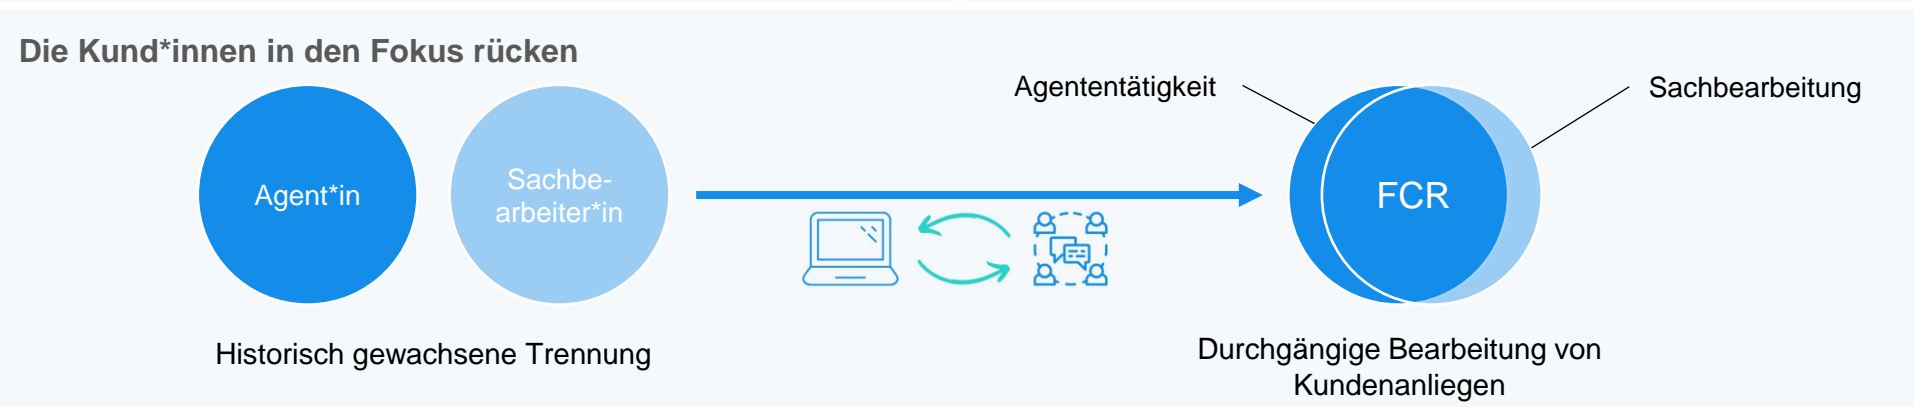 Die Kund*innen in den Fokus rücken
Agent*in
Sachbe-
arbeiter*in
Historisch gewachsene Trennung
Agententätigkeit
Sachbearbeitung
FCR
Durchgängige Bearbeitung von
Kundenanliegen